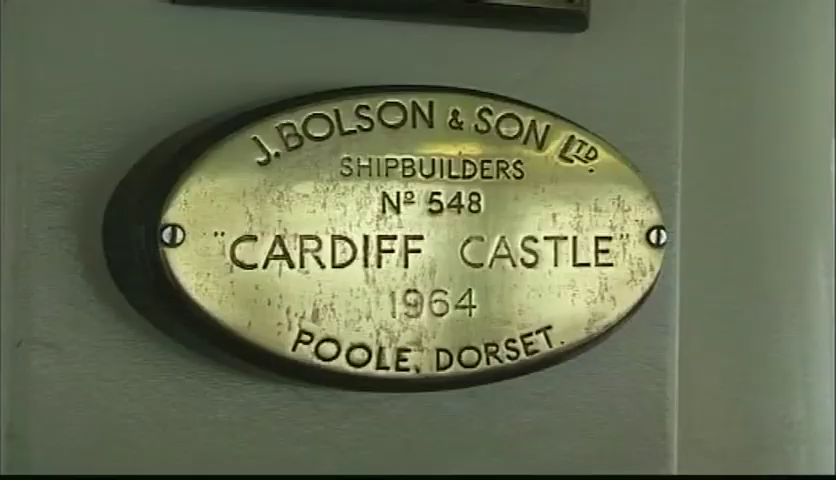 J. BOLSON & SON LTD.
SHIPBUILDERS
Nº 548
"CARDIFF CASTLE"
1964
POOLE, DORSET.